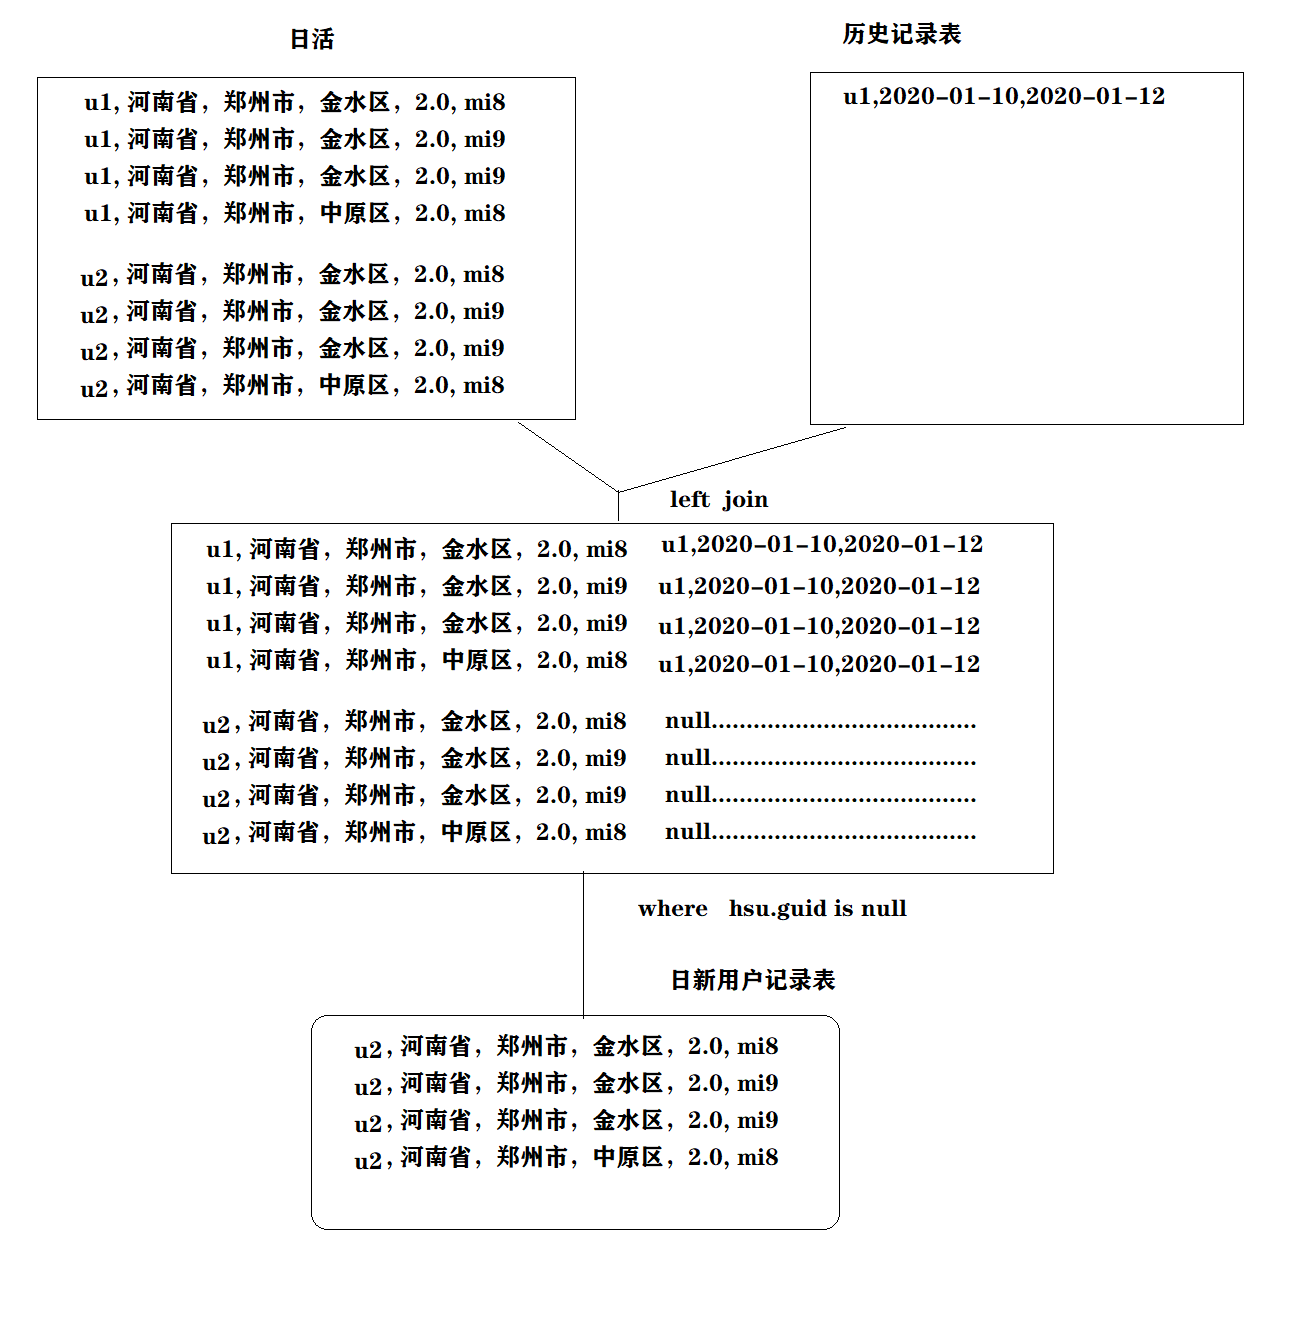 日活
u1, 河南省，郑州市，金水区，2.0, mi8
u1, 河南省，郑州市，金水区，2.0, mi9
u1, 河南省，郑州市，金水区，2.0, mi9
u1, 河南省，郑州市，中原区，2.0, mi8
u2, 河南省，郑州市，金水区，2.0, mi8
u2, 河南省，郑州市，金水区，2.0, mi9
u2, 河南省，郑州市，金水区，2.0, mi9
u2, 河南省，郑州市，中原区，2.0, mi8
历史记录表
u1,2020-01-10,2020-01-12
left join
u1, 河南省，郑州市，金水区，2.0, mi8 u1,2020-01-10,2020-01-12
u1, 河南省，郑州市，金水区，2.0, mi9 u1,2020-01-10,2020-01-12
u1, 河南省，郑州市，金水区，2.0, mi9 u1,2020-01-10,2020-01-12
u1, 河南省，郑州市，中原区，2.0, mi8 u1,2020-01-10,2020-01-12
u2, 河南省，郑州市，金水区，2.0, mi8 null......................................
u2, 河南省，郑州市，金水区，2.0, mi9 null......................................
u2, 河南省，郑州市，金水区，2.0, mi9 null......................................
u2, 河南省，郑州市，中原区，2.0, mi8 null......................................
where hsu.guid is null
日新用户记录表
u2, 河南省，郑州市，金水区，2.0, mi8
u2, 河南省，郑州市，金水区，2.0, mi9
u2, 河南省，郑州市，金水区，2.0, mi9
u2, 河南省，郑州市，中原区，2.0, mi8